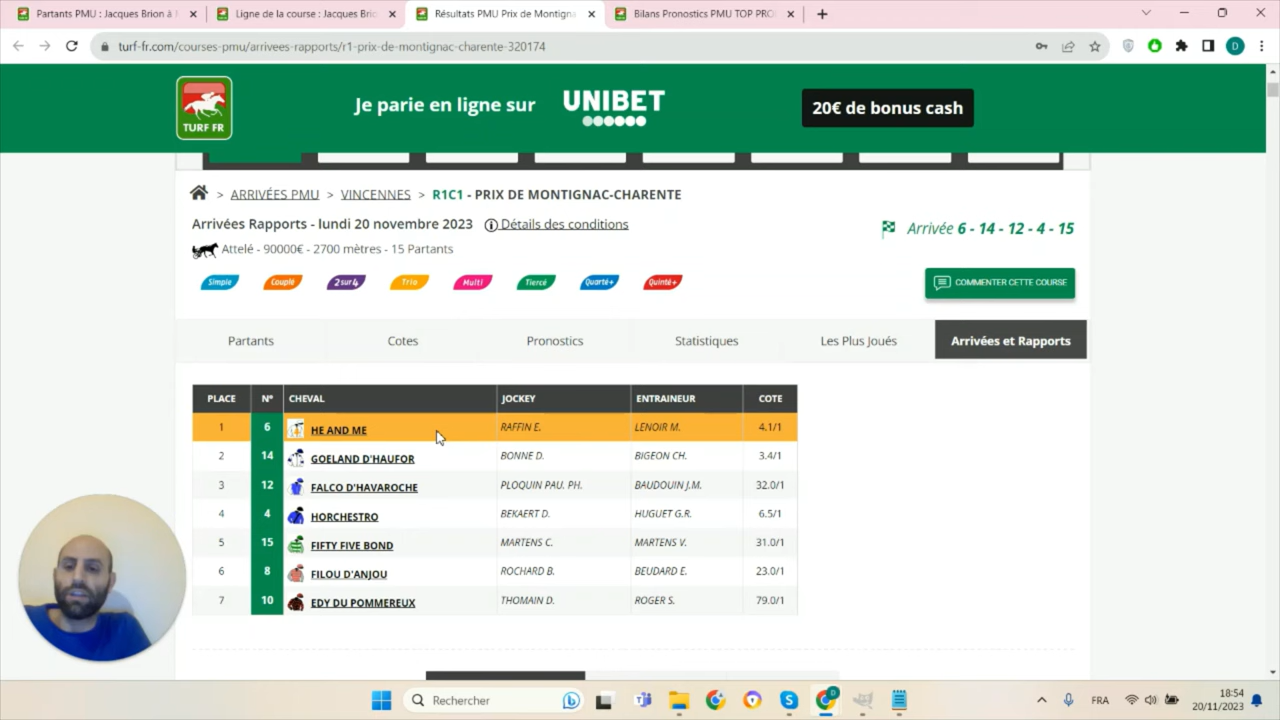 Partants PMU : Jacques Brion à
Ligne de la course : Jacques Brio
Résultats PMU Prix de Montigna
Bilans Pronostics PMU TOP PRO
turf-fr.com/courses-pmu/arrivees-rapports/r1-prix-de-montignac-charente-320174
D
TURF FR
Je parie en ligne sur
UNIBET
20€ de bonus cash
> ARRIVÉES PMU > VINCENNES > R1C1 - PRIX DE MONTIGNAC-CHARENTE
Arrivées Rapports - lundi 20 novembre 2023 Détails des conditions
Arrivée 6 - 14 - 12 - 4 - 15
Attelé - 90000€ - 2700 mètres - 15 Partants
Simple Couplé 2sur4 Trio Multi Tiercé Quarté+ Quinté+
COMMENTER CETTE COURSE
Partants Cotes Pronostics Statistiques Les Plus Joués Arrivées et Rapports
PLACE N° CHEVAL JOCKEY ENTRAINEUR COTE
1 6 HE AND ME RAFFIN E. LENOIR M. 4.1/1
2 14 GOELAND D'HAUFOR BONNE D. BIGEON CH. 3.4/1
3 12 FALCO D'HAVAROCHE PLOQUIN PAU. PH. BAUDOUIN J.M. 32.0/1
4 4 HORCHESTRO BEKAERT D. HUGUET G.R. 6.5/1
5 15 FIFTY FIVE BOND MARTENS C. MARTENS V. 31.0/1
6 8 FILOU D'ANJOU ROCHARD B. BEUDARD E. 23.0/1
7 10 EDY DU POMMEREUX THOMAIN D. ROGER S. 79.0/1
Rechercher
FRA
18:54
20/11/2023